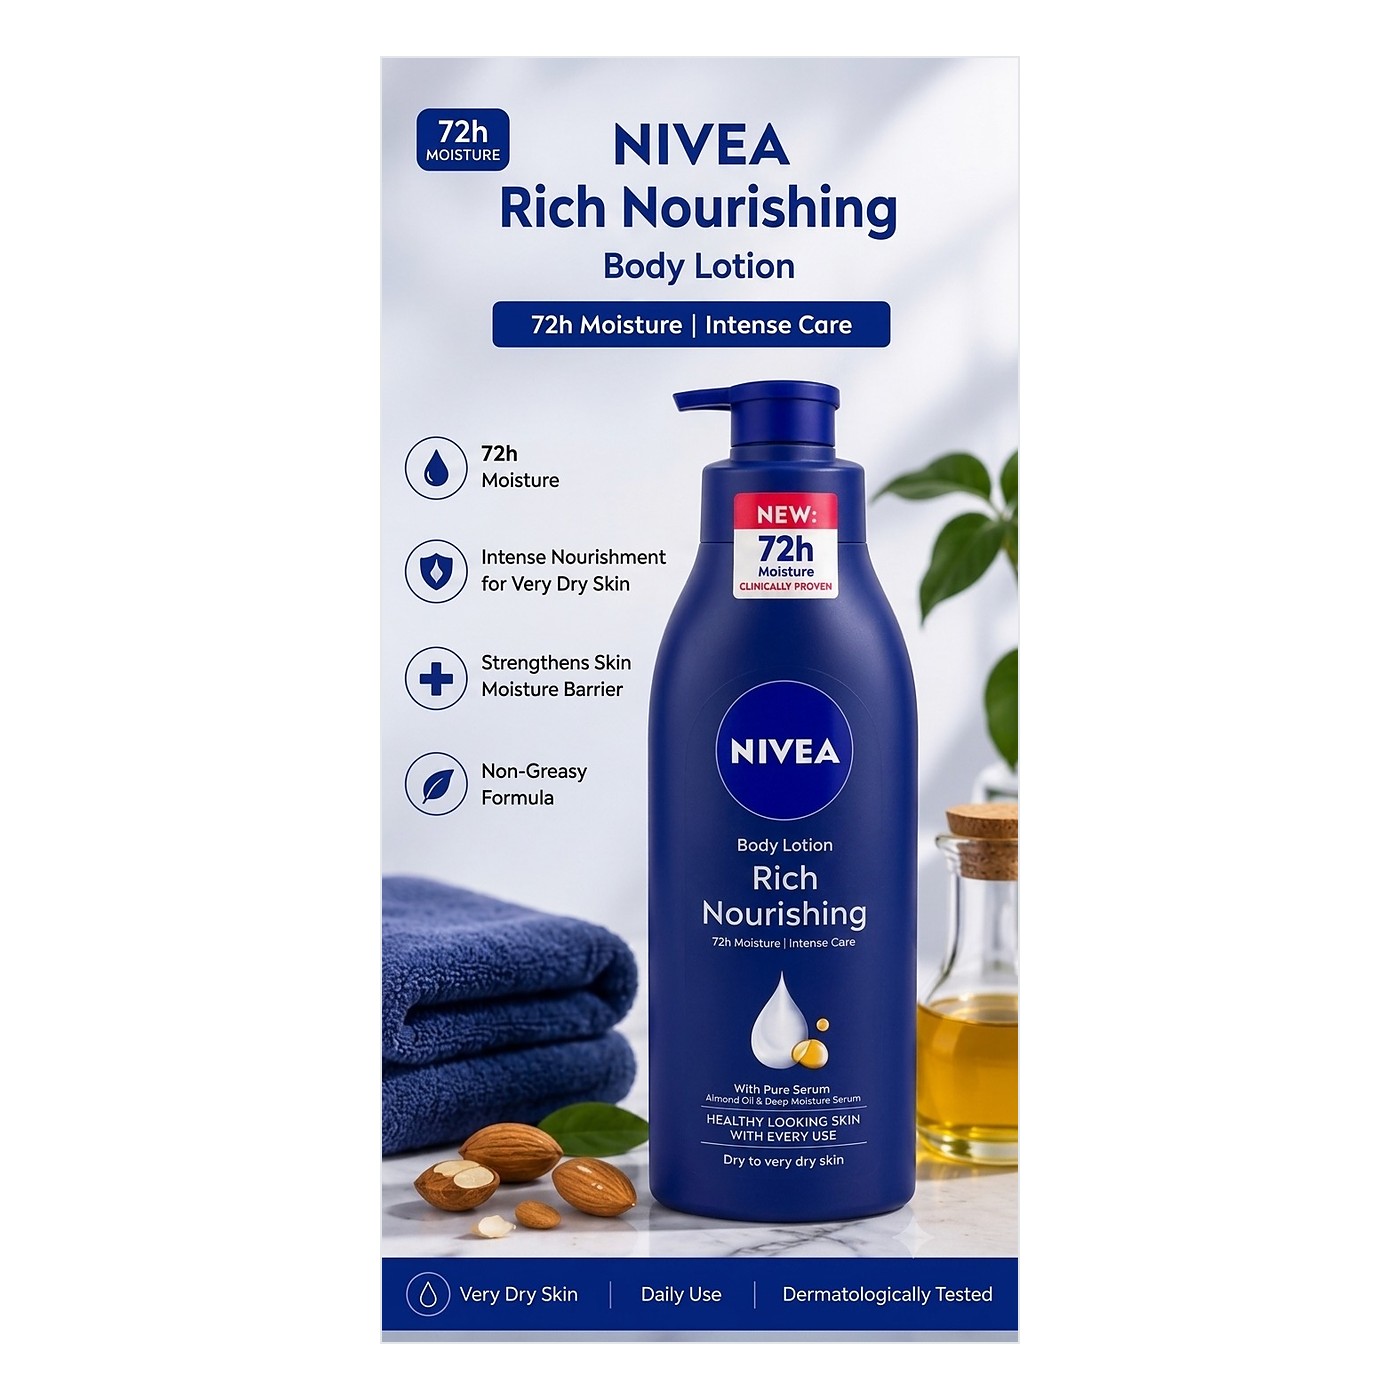 72h
MOISTURE
NIVEA
Rich Nourishing
Body Lotion
72h Moisture | Intense Care
72h
Moisture
Intense Nourishment
for Very Dry Skin
Strengthens Skin
Moisture Barrier
Non-Greasy
Formula
NEW:
72h
Moisture
CLINICALLY PROVEN
NIVEA
Body Lotion
Rich
Nourishing
72h Moisture | Intense Care
With Pure Serum
Almond Oil & Deep Moisture Serum
HEALTHY LOOKING SKIN
WITH EVERY USE
Dry to very dry skin
Very Dry Skin | Daily Use | Dermatologically Tested